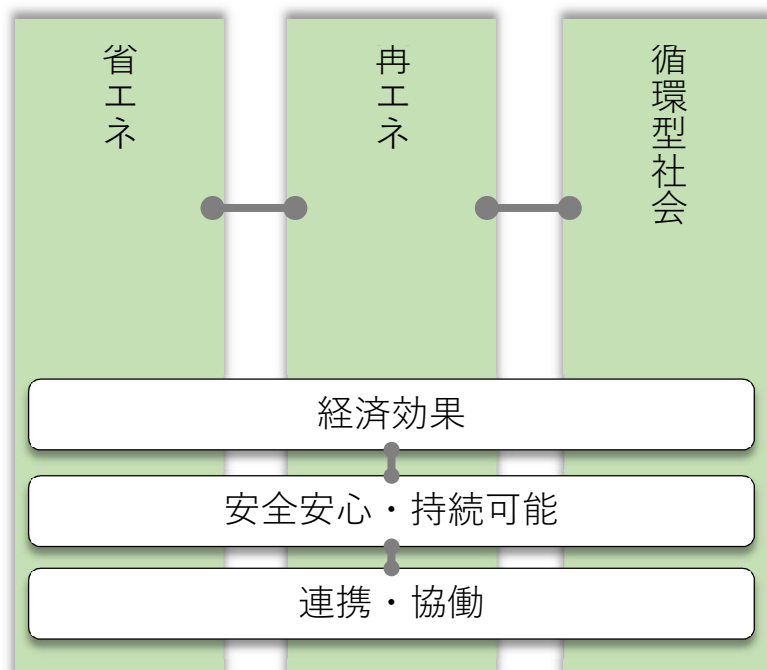 省エネ
再エネ
循環型社会
経済効果
安全安心・持続可能
連携・協働